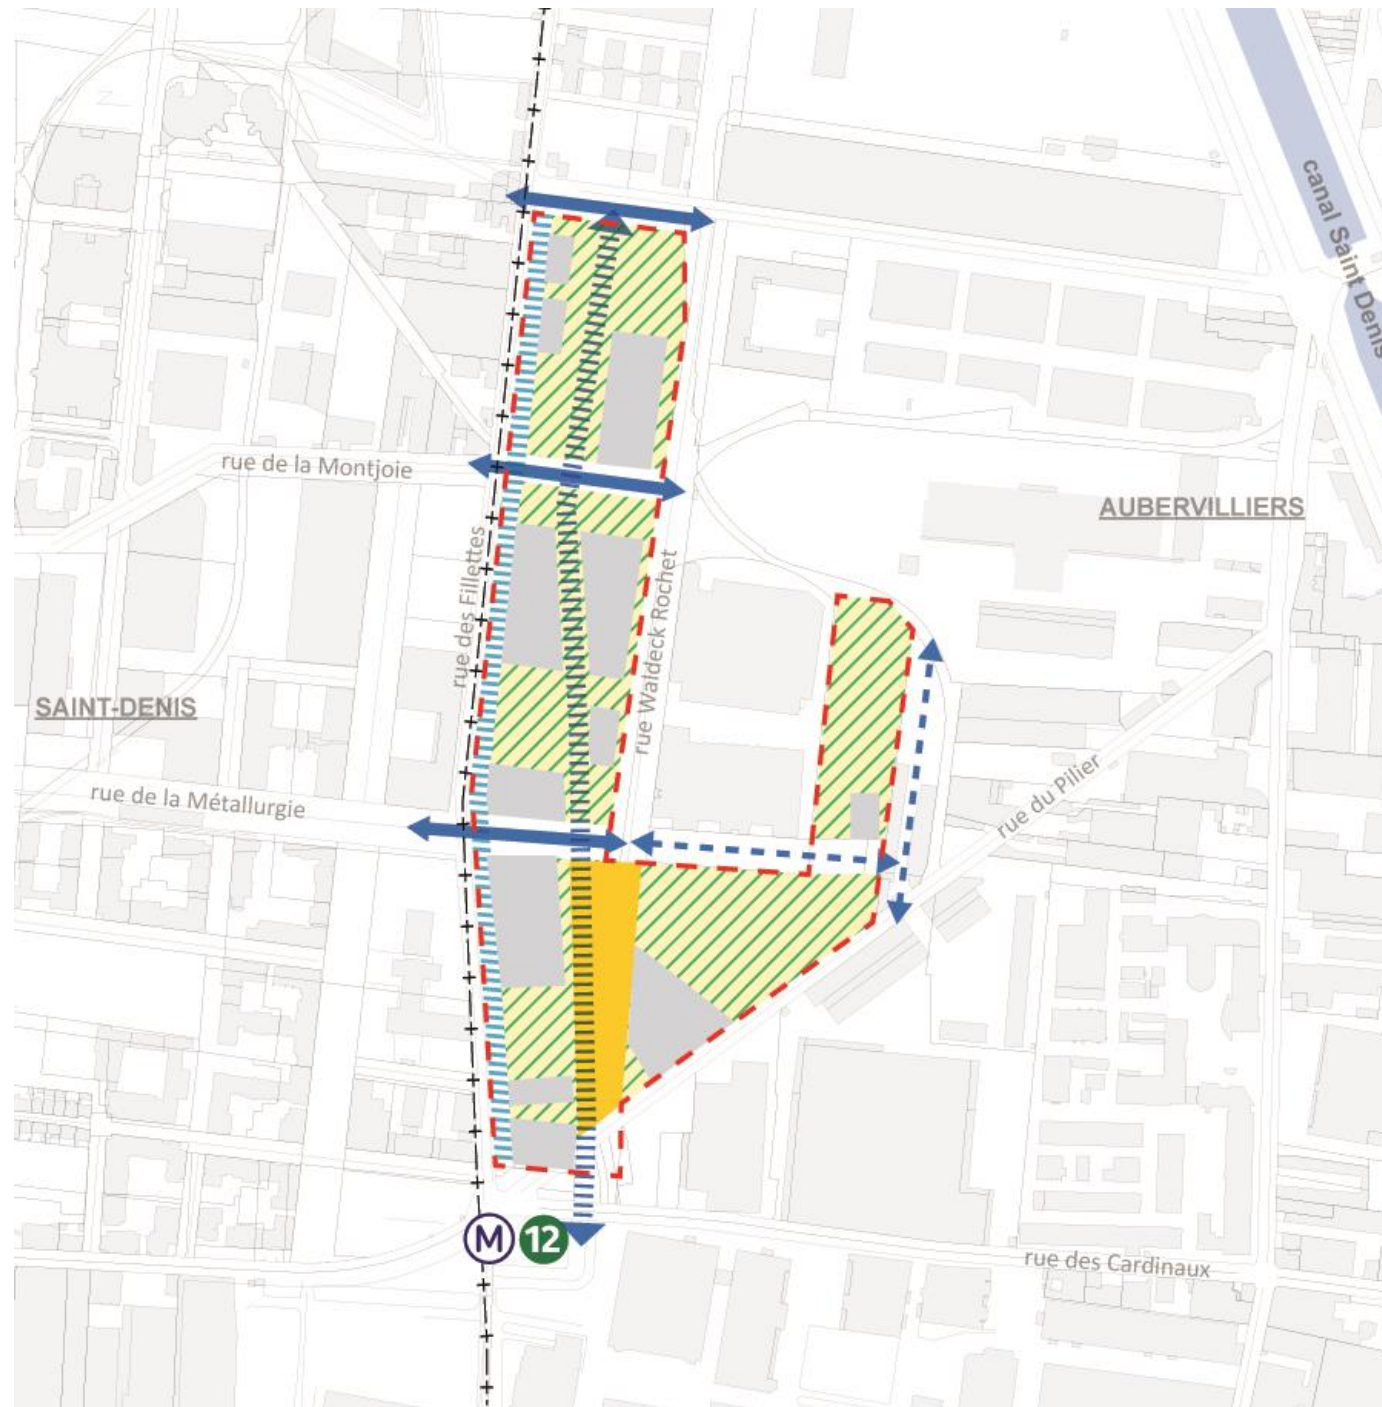 canal Saint Denis
rue de la Montjoie
AUBERVILLIERS
rue des Fillettes
rue Waldeck Rochet
SAINT-DENIS
rue du Pilier
rue de la Métallurgie
M 12
rue des Cardinaux